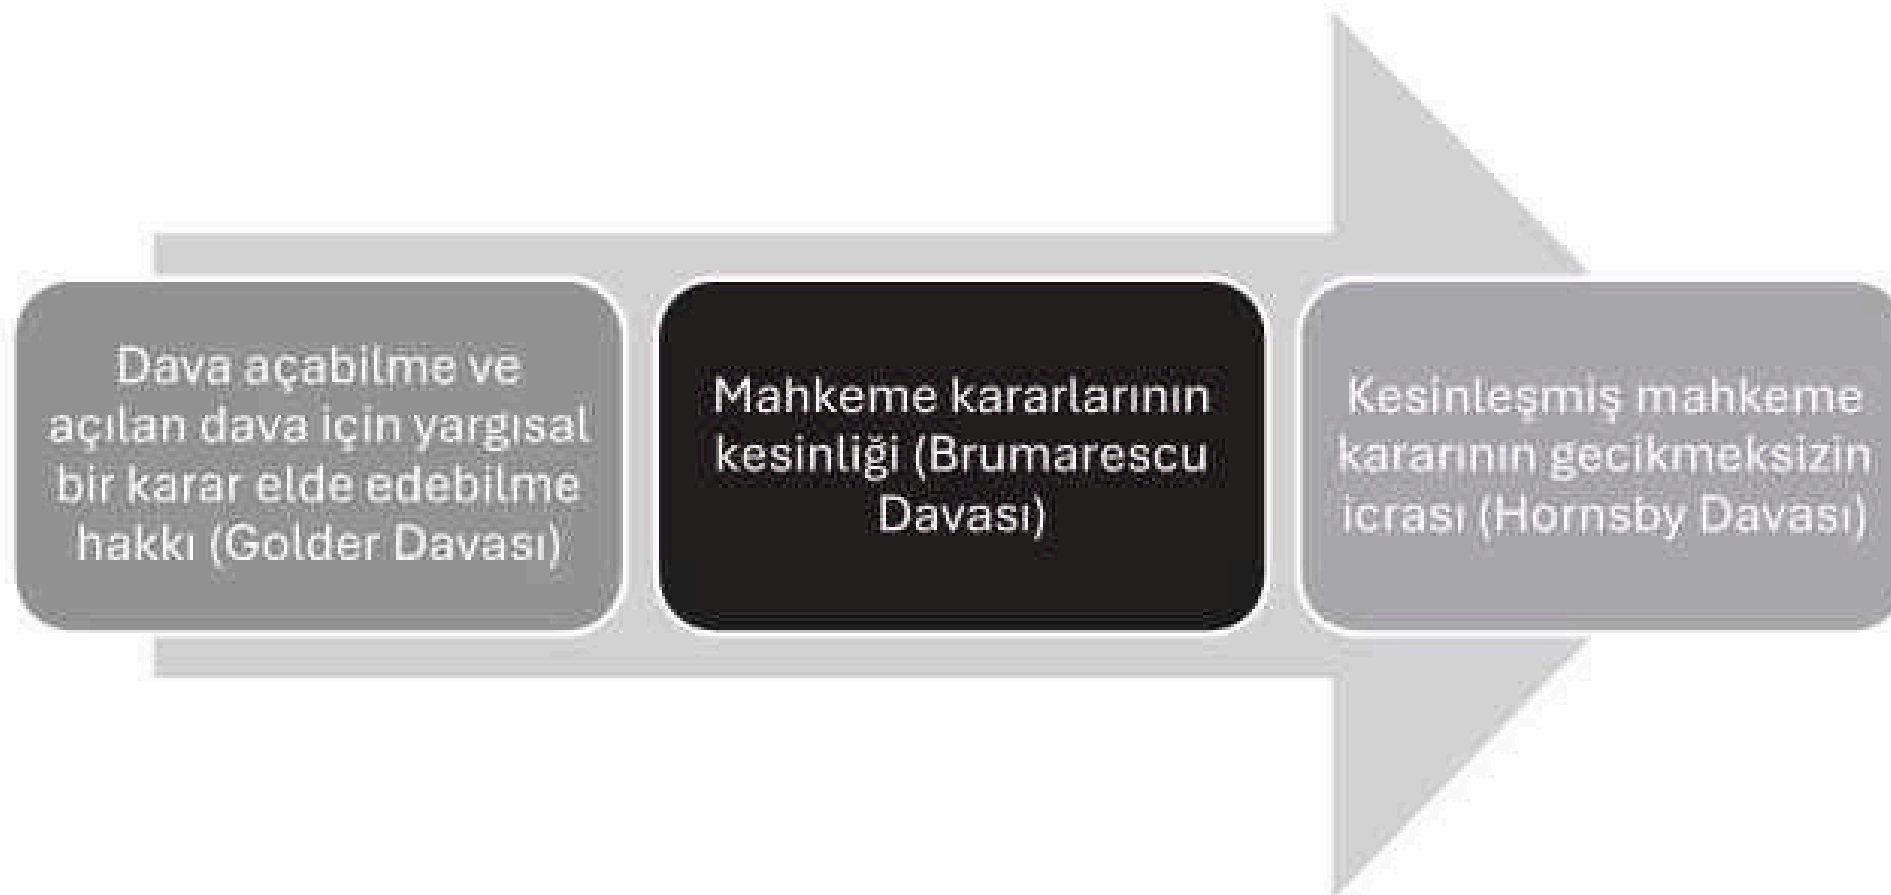 Dava açabilme ve
açılan dava için yargısal
bir karar elde edebilme
hakkı (Golder Davası)
Mahkeme kararlarının
kesinliği (Brumarescu
Davası)
Kesinleşmiş mahkeme
kararının gecikmeksizin
icrası (Hornsby Davası)